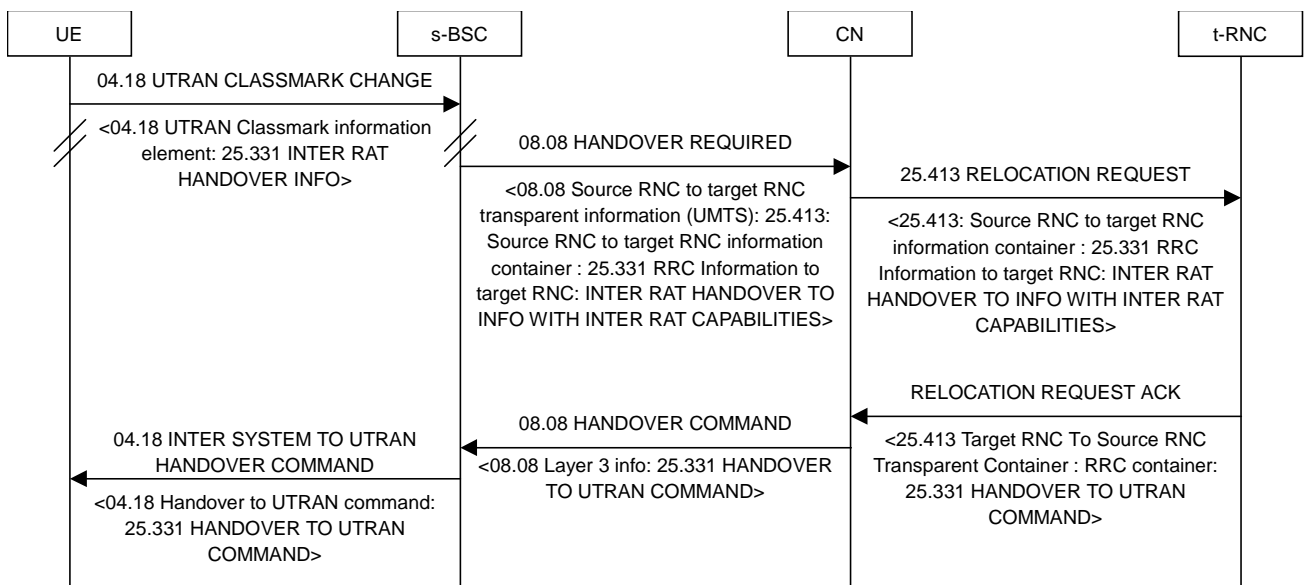 UE
s-BSC
CN
t-RNC
04.18 UTRAN CLASSMARK CHANGE
<04.18 UTRAN Classmark information
element: 25.331 INTER RAT
HANDOVER INFO>
08.08 HANDOVER REQUIRED
<08.08 Source RNC to target RNC
transparent information (UMTS): 25.413:
Source RNC to target RNC information
container : 25.331 RRC Information to
target RNC: INTER RAT HANDOVER TO
INFO WITH INTER RAT CAPABILITIES>
25.413 RELOCATION REQUEST
<25.413: Source RNC to target RNC
information container : 25.331 RRC
Information to target RNC: INTER RAT
HANDOVER TO INFO WITH INTER RAT
CAPABILITIES>
RELOCATION REQUEST ACK
<25.413 Target RNC To Source RNC
Transparent Container : RRC container:
25.331 HANDOVER TO UTRAN
COMMAND>
08.08 HANDOVER COMMAND
<08.08 Layer 3 info: 25.331 HANDOVER
TO UTRAN COMMAND>
04.18 INTER SYSTEM TO UTRAN
HANDOVER COMMAND
<04.18 Handover to UTRAN command:
25.331 HANDOVER TO UTRAN
COMMAND>